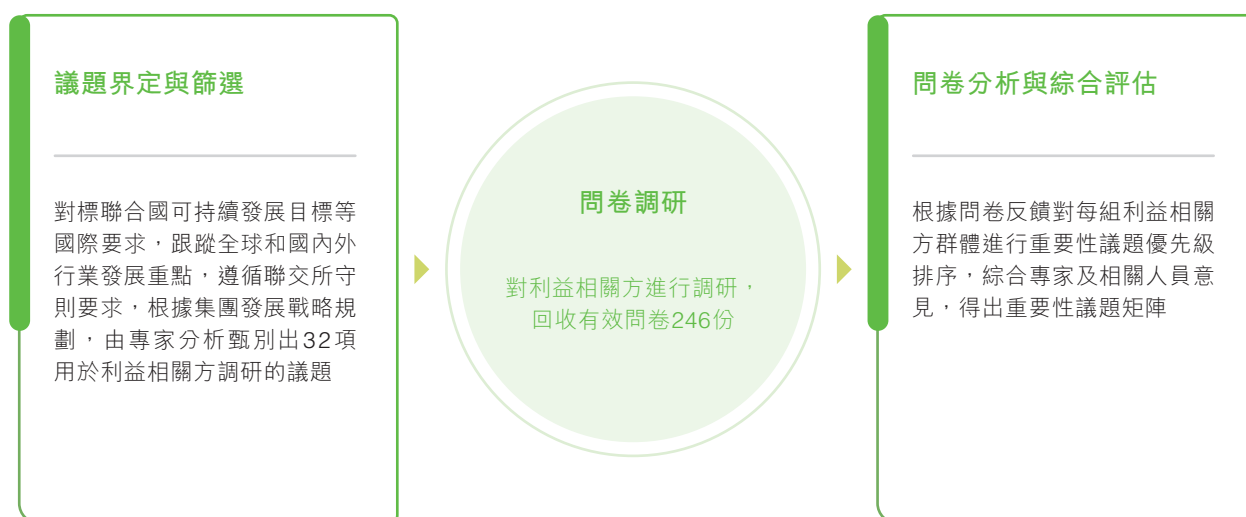 議題界定與篩選
對標聯合國可持續發展目標等
國際要求，跟蹤全球和國內外
行業發展重點，遵循聯交所守
則要求，根據集團發展戰略規
劃，由專家分析甄別出32項
用於利益相關方調研的議題
問卷調研
對利益相關方進行調研，
回收有效問卷246份
問卷分析與綜合評估
根據問卷反饋對每組利益相關
方群體進行重要性議題優先級
排序，綜合專家及相關人員意
見，得出重要性議題矩陣